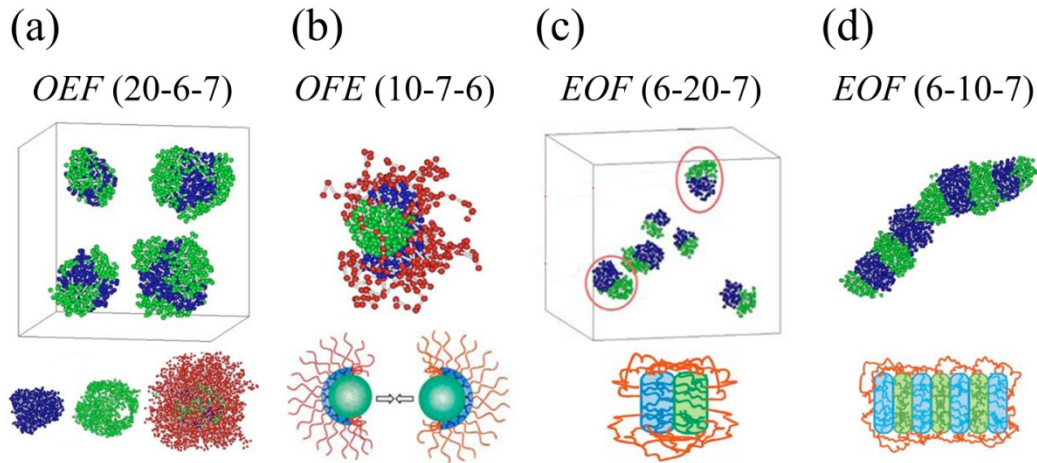 (a)
(b)
(c)
(d)
OEF (20-6-7)
OFE (10-7-6)
EOF (6-20-7)
EOF (6-10-7)